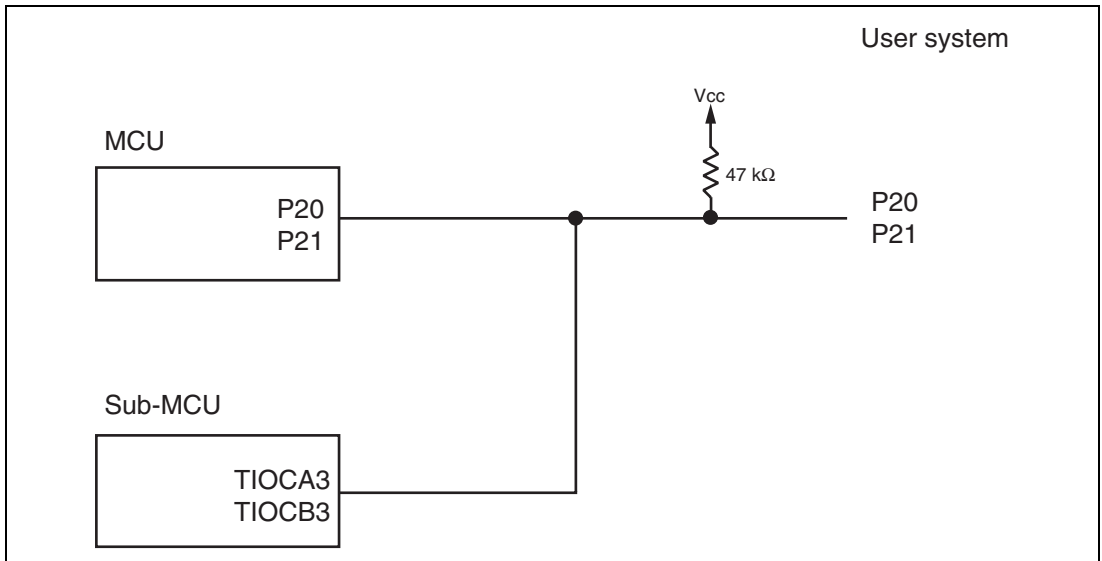 User system
Vcc
MCU
47 kΩ
P20
P21
P20
P21
Sub-MCU
TIOCA3
TIOCB3